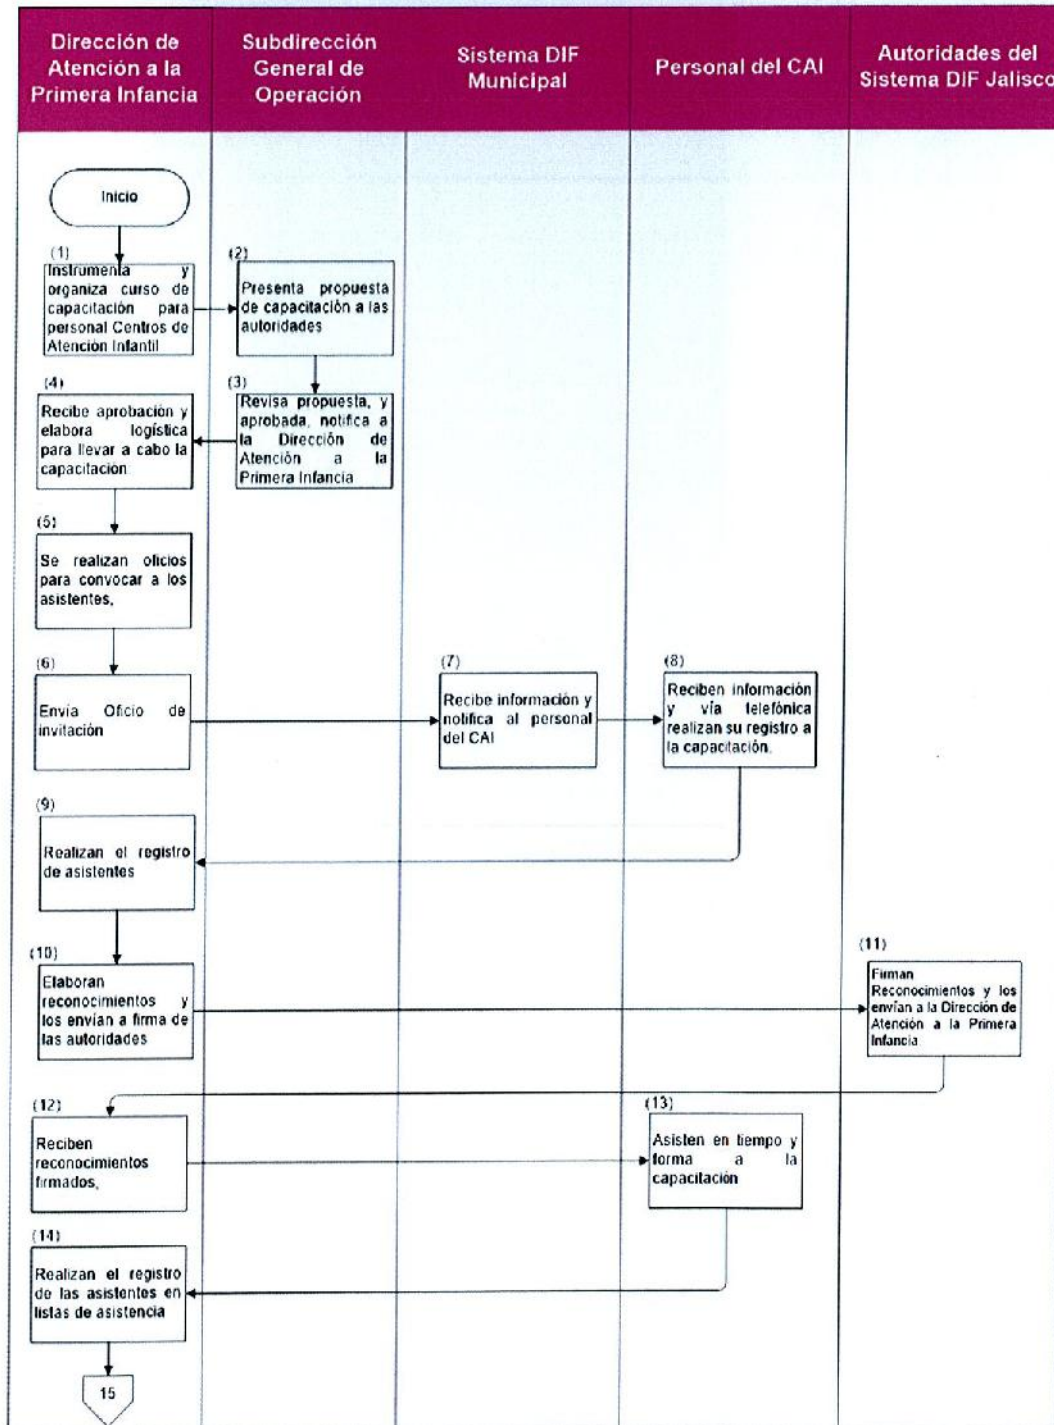 Dirección de
Atención a la
Primera Infancia
Subdirección
General de
Operación
Sistema DIF
Municipal
Personal del CAI
Autoridades del
Sistema DIF Jalisco
Inicio
(1)
Instrumenta y
organiza curso de
capacitación para
personal Centros de
Atención Infantil
(2)
Presenta propuesta
de capacitación a las
autoridades
(3)
Revisa propuesta, y
aprobada, notifica a
la Dirección de
Atención a la
Primera Infancia
(4)
Recibe aprobación y
elabora logística
para llevar a cabo la
capacitación
(5)
Se realizan oficios
para convocar a los
asistentes,
(6)
Envía Oficio de
invitación
(7)
Recibe información y
notifica al personal
del CAI
(8)
Reciben información
y vía telefónica
realizan su registro a
la capacitación.
(9)
Realizan el registro
de asistentes
(10)
Elaboran
reconocimientos y
los envían a firma de
las autoridades
(11)
Firman
Reconocimientos y los
envían a la Dirección de
Atención a la Primera
Infancia.
(12)
Reciben
reconocimientos
firmados,
(13)
Asisten en tiempo y
forma a la
capacitación
(14)
Realizan el registro
de las asistentes en
listas de asistencia
15